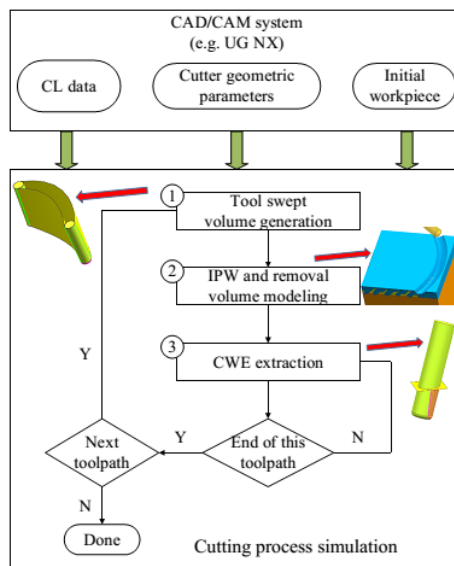 CAD/CAM system
(e.g. UG NX)
CL data
Cutter geometric
parameters
Initial
workpiece
1
Tool swept
volume generation
2
IPW and removal
volume modeling
3
CWE extraction
Y
Next
toolpath
Y
End of this
toolpath
N
N
Done
Cutting process simulation